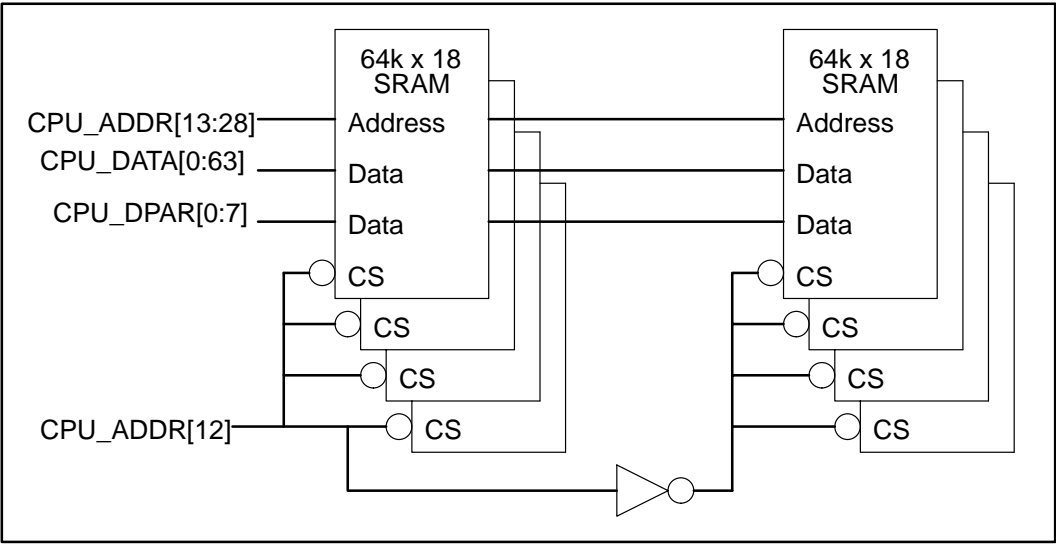 64k x 18
SRAM
64k x 18
SRAM
CPU_ADDR[13:28]
Address
Address
CPU_DATA[0:63]
Data
Data
CPU_DPAR[0:7]
Data
Data
CS
CS
CS
CS
CS
CS
CPU_ADDR[12]
CS
CS